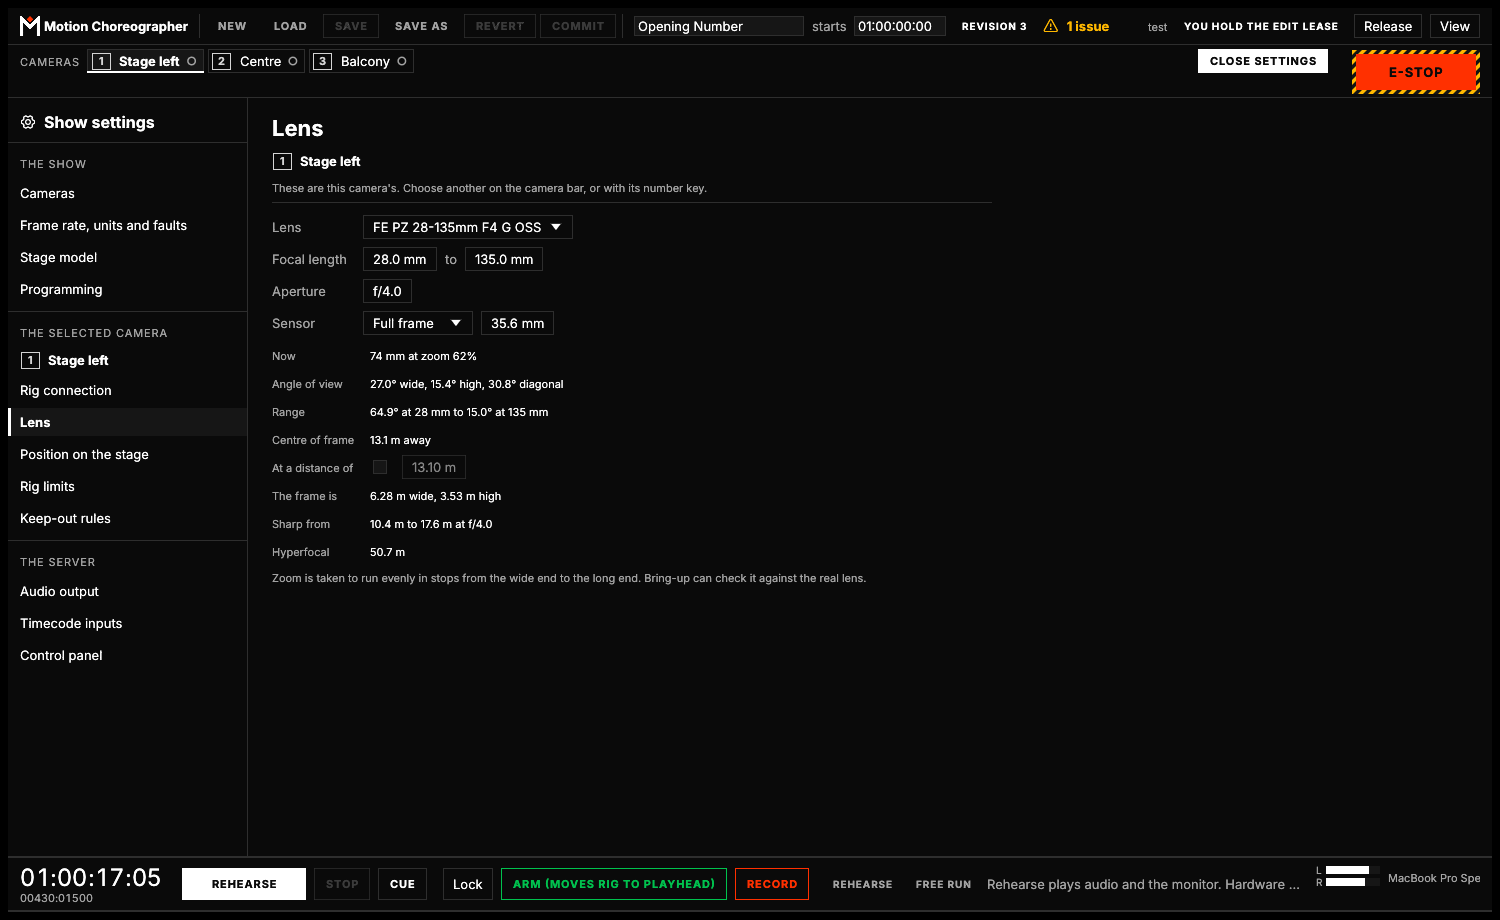 Motion Choreographer NEW LOAD SAVE SAVE AS REVERT COMMIT Opening Number starts 01:00:00:00 REVISION 3 1 issue test YOU HOLD THE EDIT LEASE Release View
CAMERAS 1 Stage left 2 Centre 3 Balcony CLOSE SETTINGS E-STOP
Show settings
THE SHOW
Cameras
Frame rate, units and faults
Stage model
Programming
THE SELECTED CAMERA
1 Stage left
Rig connection
Lens
Position on the stage
Rig limits
Keep-out rules
THE SERVER
Audio output
Timecode inputs
Control panel
Lens
1 Stage left
These are this camera's. Choose another on the camera bar, or with its number key.
Lens FE PZ 28-135mm F4 G OSS
Focal length 28.0 mm to 135.0 mm
Aperture f/4.0
Sensor Full frame 35.6 mm
Now 74 mm at zoom 62%
Angle of view 27.0° wide, 15.4° high, 30.8° diagonal
Range 64.9° at 28 mm to 15.0° at 135 mm
Centre of frame 13.1 m away
At a distance of 13.10 m
The frame is 6.28 m wide, 3.53 m high
Sharp from 10.4 m to 17.6 m at f/4.0
Hyperfocal 50.7 m
Zoom is taken to run evenly in stops from the wide end to the long end. Bring-up can check it against the real lens.
01:00:17:05
00430:01500
REHEARSE STOP CUE Lock ARM (MOVES RIG TO PLAYHEAD) RECORD REHEARSE FREE RUN Rehearse plays audio and the monitor. Hardware ...
L
R
MacBook Pro Spe